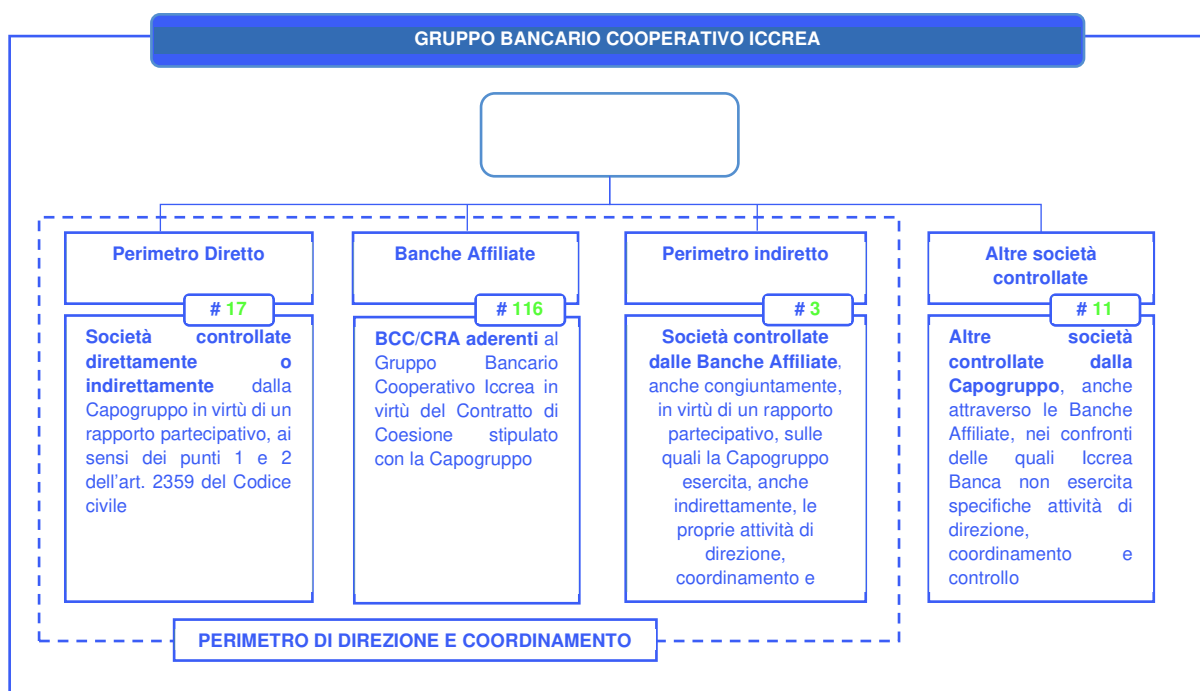 GRUPPO BANCARIO COOPERATIVO ICCREA
Perimetro Diretto
# 17
Società controllate
direttamente o
indirettamente dalla
Capogruppo in virtù di un
rapporto partecipativo, ai
sensi dei punti 1 e 2
dell'art. 2359 del Codice
civile
Banche Affiliate
# 116
BCC/CRA aderenti al
Gruppo Bancario
Cooperativo Iccrea in
virtù del Contratto di
Coesione stipulato
con la Capogruppo
Perimetro indiretto
# 3
Società controllate
dalle Banche Affiliate,
anche congiuntamente,
in virtù di un rapporto
partecipativo, sulle
quali la Capogruppo
esercita, anche
indirettamente, le
proprie attività di
direzione,
coordinamento e
Altre società
controllate
# 11
Altre società
controllate dalla
Capogruppo, anche
attraverso le Banche
Affiliate, nei confronti
delle quali Iccrea
Banca non esercita
specifiche attività di
direzione,
coordinamento e
controllo
PERIMETRO DI DIREZIONE E COORDINAMENTO